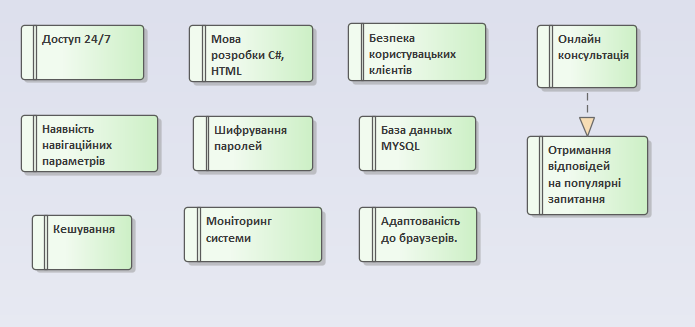 Доступ 24/7
Мова
розробки C#,
HTML
Безпека
користувацьких
клієнтів
Онлайн
консультація
Наявність
навігаційних
параметрів
Шифрування
паролей
База данных
MYSQL
Отримання
відповідей
на популярні
запитання
Кешування
Моніторинг
системи
Адаптованість
до браузерів.